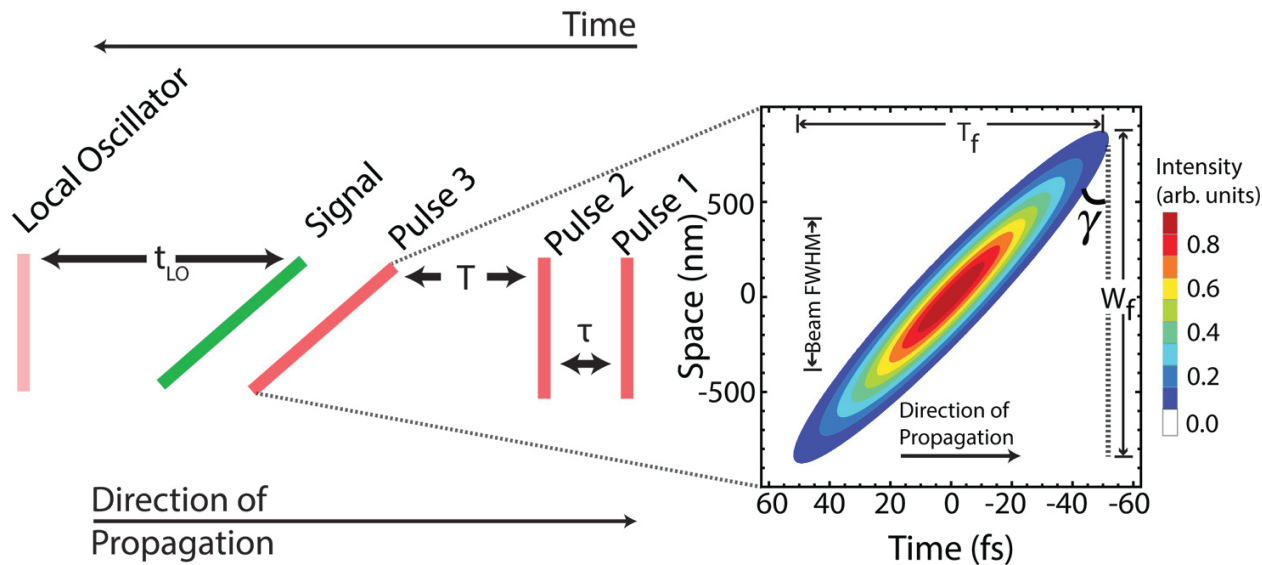 Time
Local Oscillator
Signal
Pulse 3
Pulse 2
Pulse 1
t_LO
T
τ
Direction of
Propagation
Space (nm)
500
0
-500
T_f
Beam FWHM
γ
W_f
Direction of
Propagation
60 40 20 0 -20 -40 -60
Time (fs)
Intensity
(arb. units)
0.8
0.6
0.4
0.2
0.0